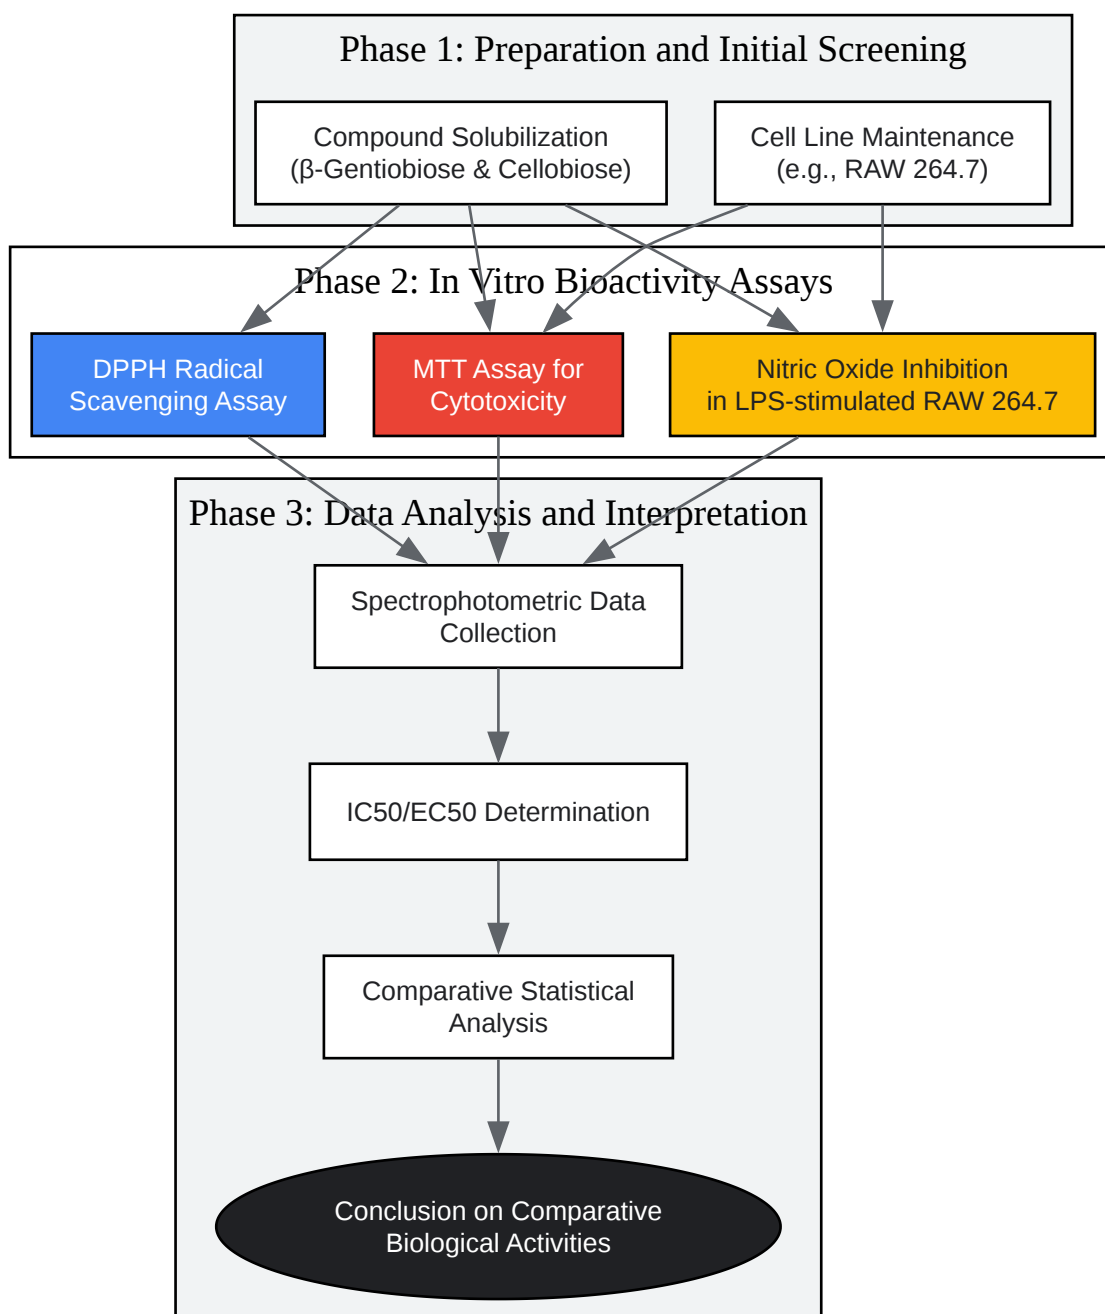 Phase 1: Preparation and Initial Screening
Compound Solubilization
(β-Gentiobiose & Cellobiose)
Cell Line Maintenance
(e.g., RAW 264.7)
Phase 2: In Vitro Bioactivity Assays
DPPH Radical
Scavenging Assay
MTT Assay for
Cytotoxicity
Nitric Oxide Inhibition
in LPS-stimulated RAW 264.7
Phase 3: Data Analysis and Interpretation
Spectrophotometric Data
Collection
IC50/EC50 Determination
Comparative Statistical
Analysis
Conclusion on Comparative
Biological Activities